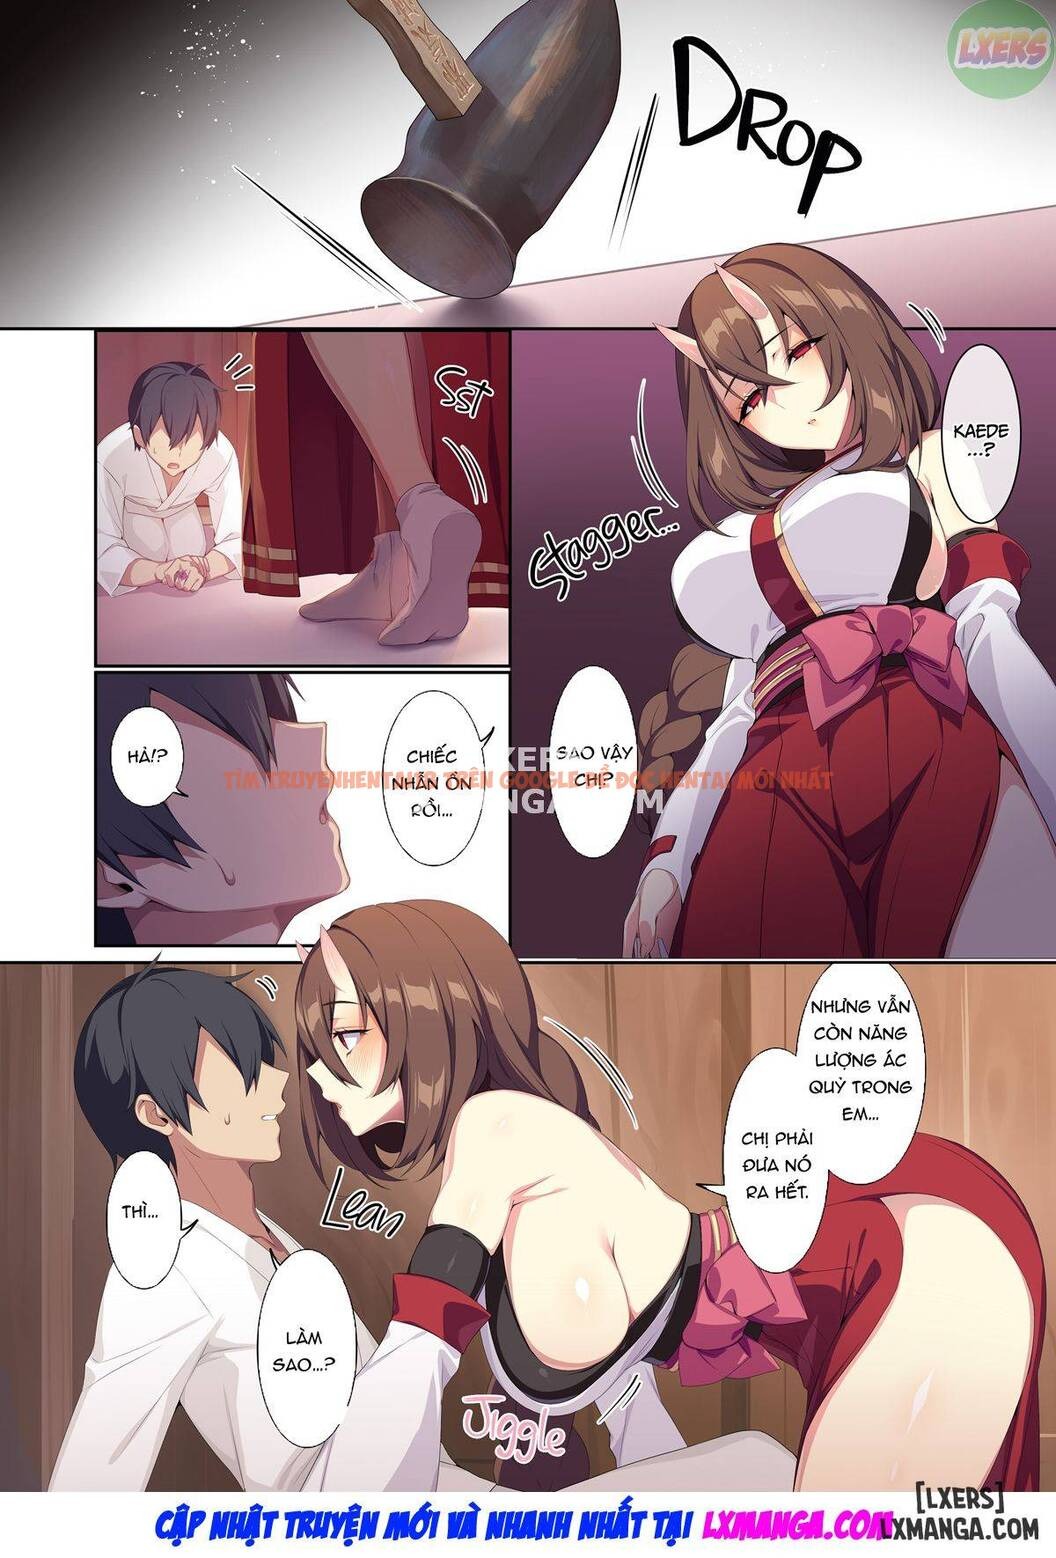 LXERS
DROP
KAEDE
...?
Stagger...
Sst
SAO VẬY
CHỊ?
CHIẾC
NHẪN ỔN
RỒI...
HẢ!?
TÌM TRUYENHENTAIVIP TRÊN GOOGLE ĐỂ ĐỌC HENTAI MỚI NHẤT
NHƯNG VẪN
CÒN NĂNG
LƯỢNG ÁC
QUỶ TRONG
EM...
CHỊ PHẢI
ĐƯA NÓ
RA HẾT.
Lean
THÌ...
LÀM
SAO...?
Jiggle
[LXERS]
LXMANGA.COM
CẬP NHẬT TRUYỆN MỚI VÀ NHANH NHẤT TẠI LXMANGA.COM